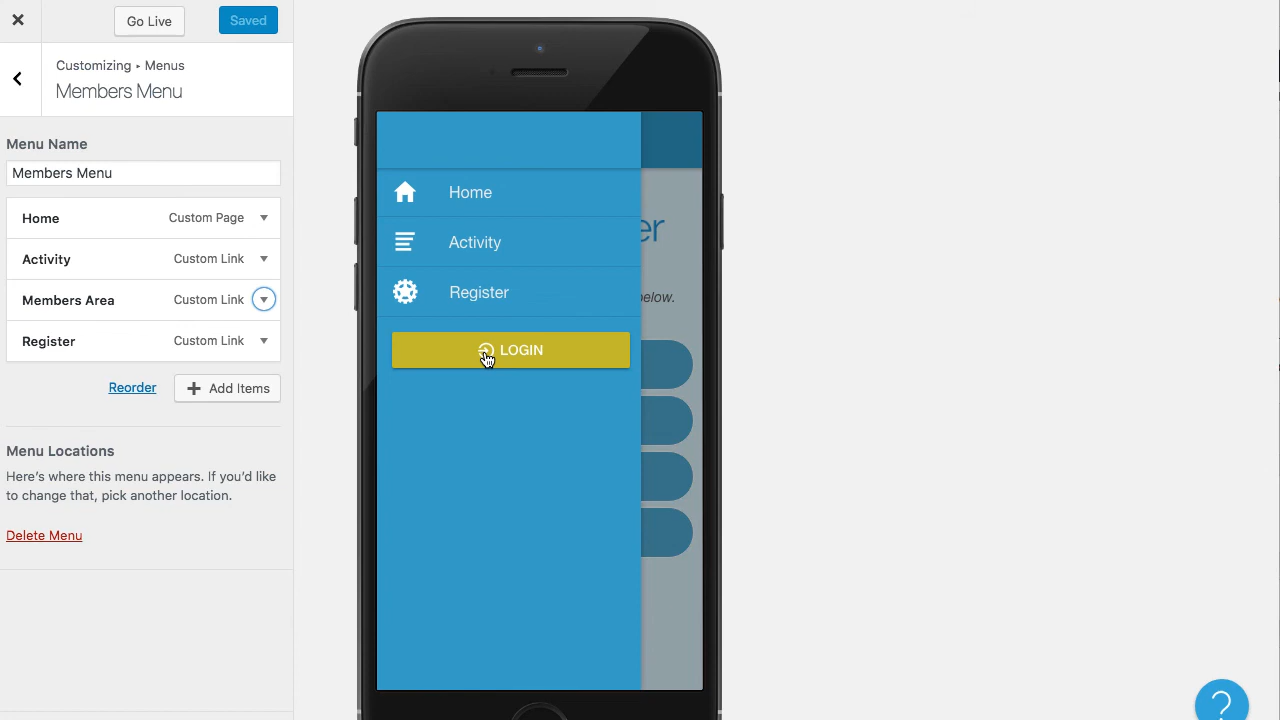 Go Live
Saved
Customizing ▸ Menus
Members Menu
Menu Name
Members Menu
Home Custom Page
Activity Custom Link
Members Area Custom Link
Register Custom Link
Reorder
Add Items
Menu Locations
Here's where this menu appears. If you'd like
to change that, pick another location.
Delete Menu
Home
Activity
Register
LOGIN
er
below.
?